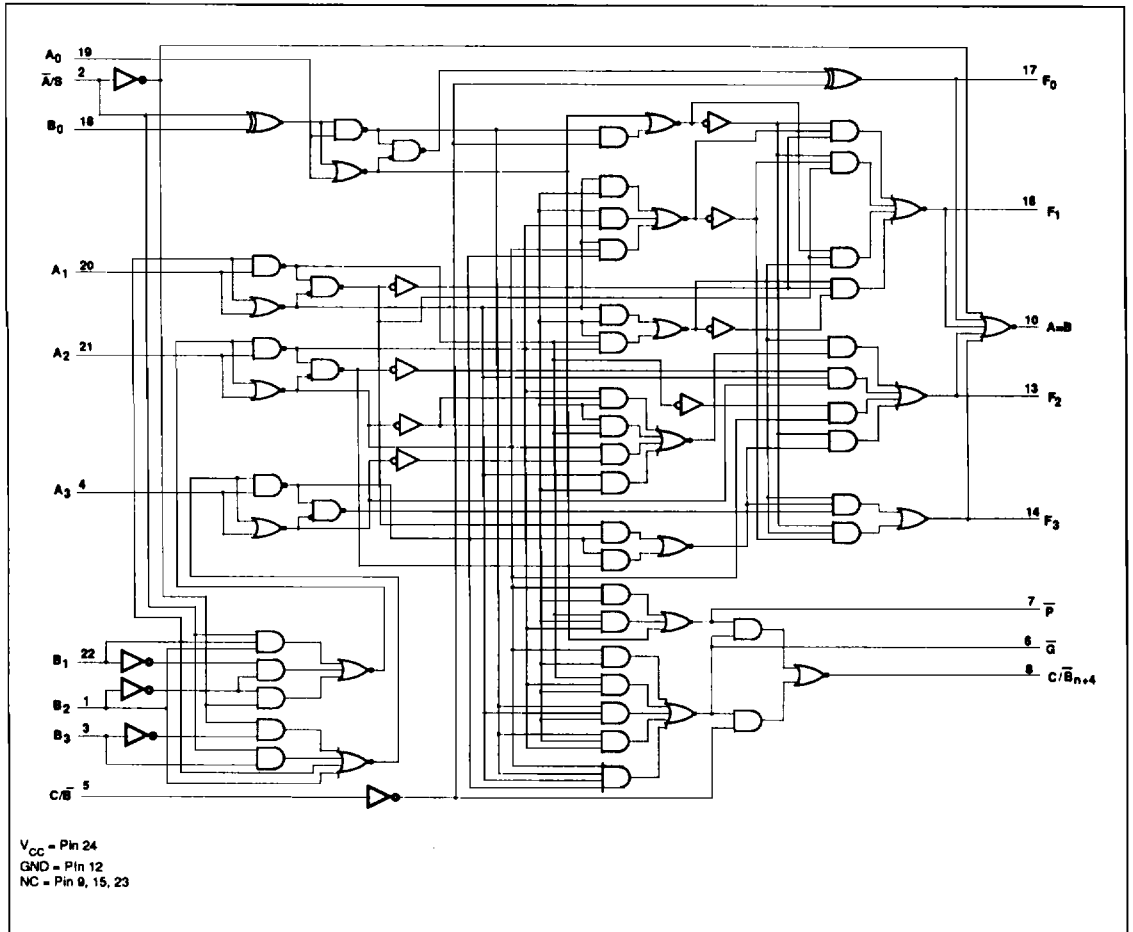 A0 19
A̅/S 2
B0 18
A1 20
A2 21
A3 4
B1 22
B2 1
B3 3
C/B̅ 5
17 F0
16 F1
10 A=B
13 F2
14 F3
7 P̅
6 G̅
8 C/B̅n+4
VCC = Pin 24
GND = Pin 12
NC = Pin 9, 15, 23